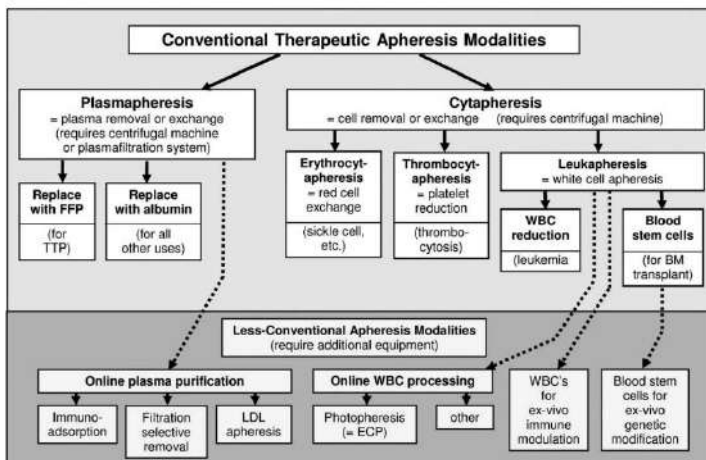 Conventional Therapeutic Apheresis Modalities
Plasmapheresis
= plasma removal or exchange
(requires centrifugal machine
or plasmafiltration system)
Cytapheresis
= cell removal or exchange (requires centrifugal machine)
Replace
with FFP
(for
TTP)
Replace
with albumin
(for all
other uses)
Erythrocyt-
apheresis
= red cell
exchange
(sickle cell,
etc.)
Thrombocyt-
apheresis
= platelet
reduction
(thrombo-
cytosis)
Leukapheresis
= white cell apheresis
WBC
reduction
(leukemia
Blood
stem cells
(for BM
transplant)
Less-Conventional Apheresis Modalities
(require additional equipment)
Online plasma purification
Immuno-
adsorption
Filtration
selective
removal
LDL
apheresis
Online WBC processing
Photopheresis
(= ECP)
other
WBC's
for
ex-vivo
immune
modulation
Blood stem
cells for
ex-vivo
genetic
modification